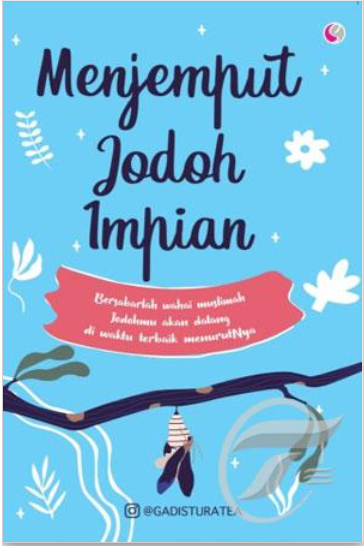 Menjemput
Jodoh
Impian
Bersabarlah wahai muslimah
Jodohmu akan datang
di waktu terbaik menurutNya
@GADISTURATEA